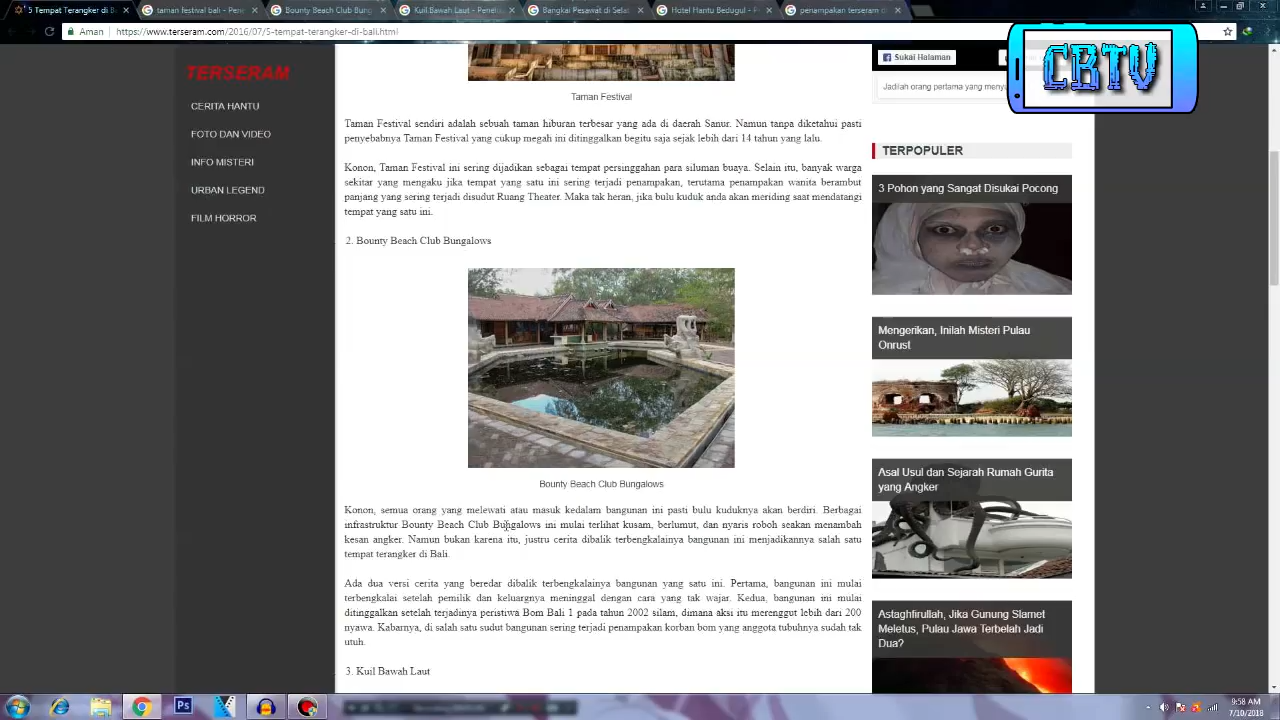 5 Tempat Terangker di B
taman festival bali - Pene
Bounty Beach Club Bung
Kuil Bawah Laut - Penel
Bangkai Pesawat di Selat
Hotel Hantu Bedugul - P
penampakan terseram d
Aman
https://www.terseram.com/2016/07/5-tempat-terangker-di-bali.html
CBTV
TERSERAM
CERITA HANTU
FOTO DAN VIDEO
INFO MISTERI
URBAN LEGEND
FILM HORROR
Taman Festival
Taman Festival sendiri adalah sebuah taman hiburan terbesar yang ada di daerah Sanur. Namun tanpa diketahui pasti
penyebabnya Taman Festival yang cukup megah ini ditinggalkan begitu saja sejak lebih dari 14 tahun yang lalu.
Konon, Taman Festival ini sering dijadikan sebagai tempat persinggahan para siluman buaya. Selain itu, banyak warga
sekitar yang mengaku jika tempat yang satu ini sering terjadi penampakan, terutama penampakan wanita berambut
panjang yang sering terjadi disudut Ruang Theater. Maka tak heran, jika bulu kuduk anda akan meriding saat mendatangi
tempat yang satu ini.
2. Bounty Beach Club Bungalows
Bounty Beach Club Bungalows
Konon, semua orang yang melewati atau masuk kedalam bangunan ini pasti bulu kuduknya akan berdiri. Berbagai
infrastruktur Bounty Beach Club Bungalows ini mulai terlihat kusam, berlumut, dan nyaris roboh seakan menambah
kesan angker. Namun bukan karena itu, justru cerita dibalik terbengkalainya bangunan ini menjadikannya salah satu
tempat terangker di Bali.
Ada dua versi cerita yang beredar dibalik terbengkalainya bangunan yang satu ini. Pertama, bangunan ini mulai
terbengkalai setelah pemilik dan keluargnya meninggal dengan cara yang tak wajar. Kedua, bangunan ini mulai
ditinggalkan setelah terjadinya peristiwa Bom Bali 1 pada tahun 2002 silam, dimana aksi itu merenggut lebih dari 200
nyawa. Kabarnya, di salah satu sudut bangunan sering terjadi penampakan korban bom yang anggota tubuhnya sudah tak
utuh.
3. Kuil Bawah Laut
Sukai Halaman
Jadilah orang pertama yang menyu
TERPOPULER
3 Pohon yang Sangat Disukai Pocong
Mengerikan, Inilah Misteri Pulau
Onrust
Asal Usul dan Sejarah Rumah Gurita
yang Angker
Astaghfirullah, Jika Gunung Slamet
Meletus, Pulau Jawa Terbelah Jadi
Dua?
Ps
9:58 AM
7/10/2018